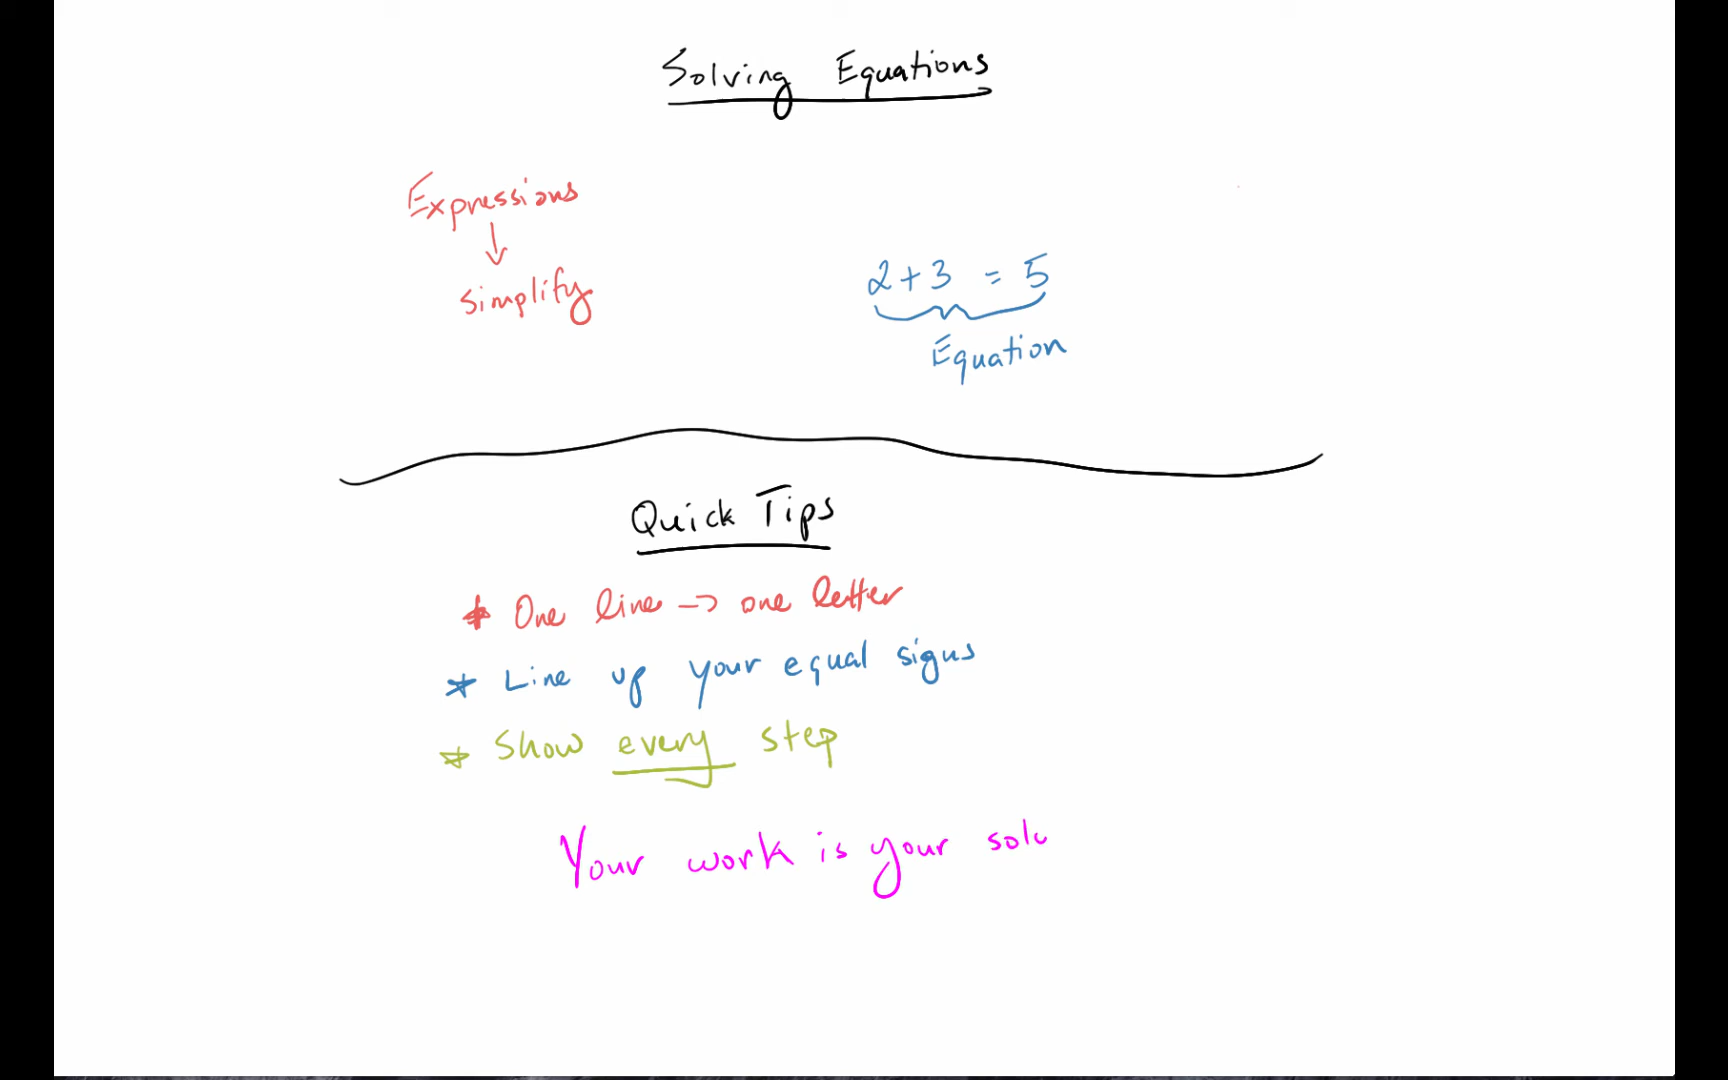 Solving Equations
Expressions
↓
simplify
2+3 = 5
Equation
Quick Tips
* One line -> one letter
* Line up your equal signs
* Show every step
Your work is your solu